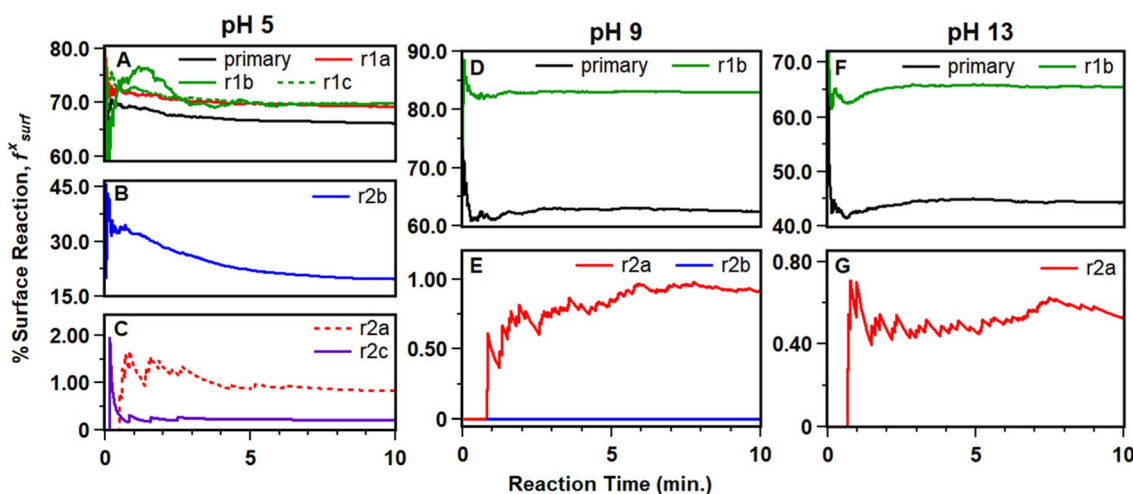 pH 5
pH 9
pH 13
% Surface Reaction, f^x_surf
80.0
70.0
60.0
A
primary
r1a
r1b
r1c
45.0
30.0
15.0
B
r2b
2.00
1.00
0
C
r2a
r2c
0
5
10
90.0
80.0
70.0
60.0
D
primary
r1b
1.00
0.50
0
E
r2a
r2b
0
5
10
70.0
60.0
50.0
40.0
F
primary
r1b
0.80
0.40
0
G
r2a
0
5
10
Reaction Time (min.)